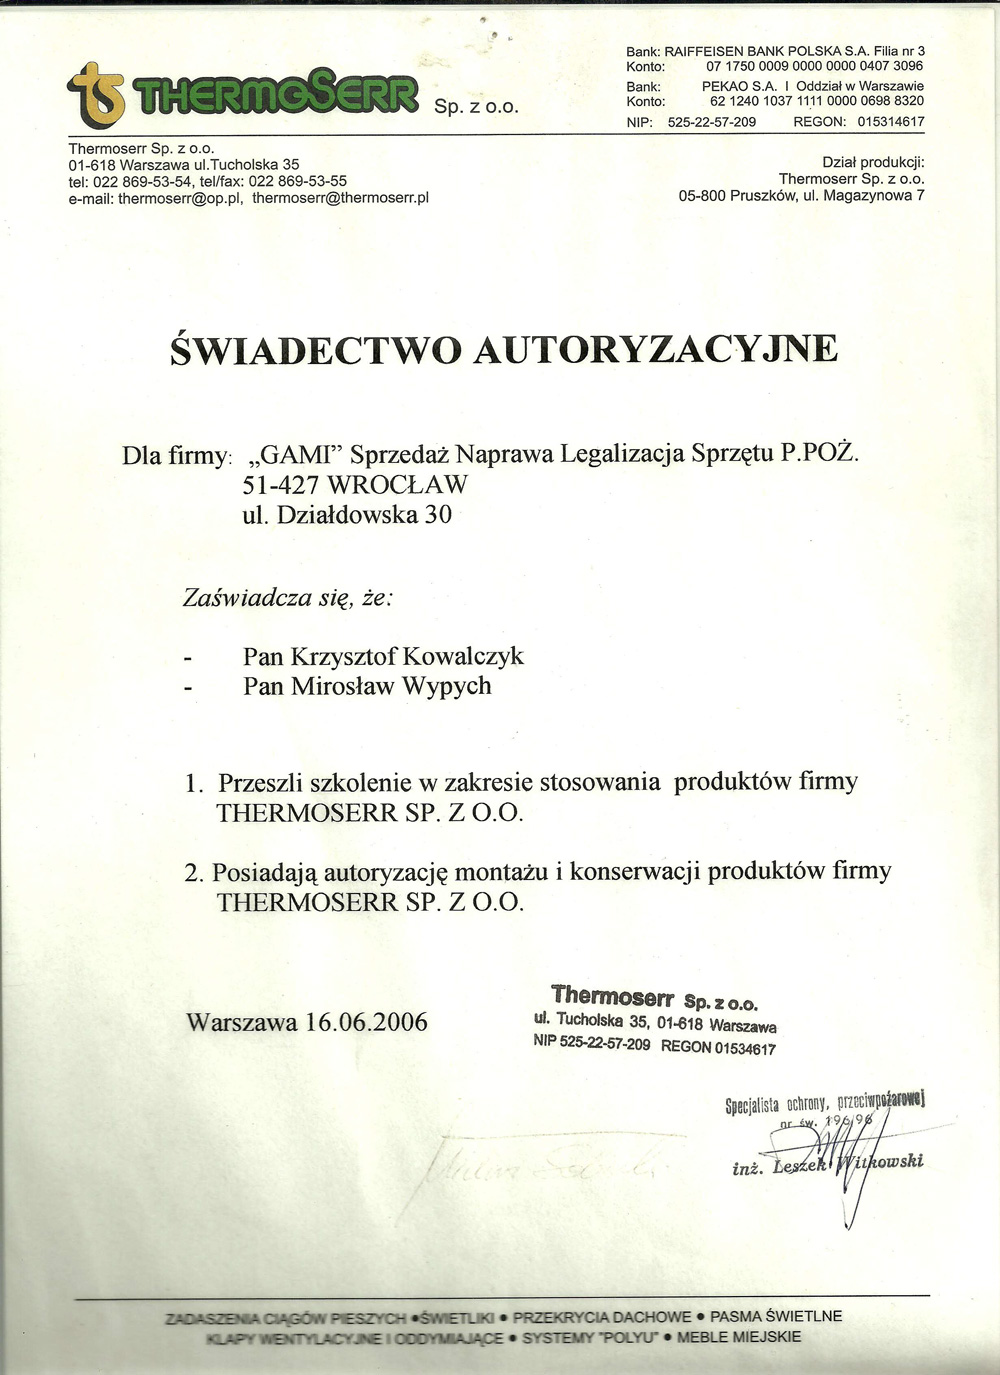 ts THERMOSERR Sp. z o.o.
Bank: RAIFFEISEN BANK POLSKA S.A. Filia nr 3
Konto: 07 1750 0009 0000 0000 0407 3096
Bank: PEKAO S.A. I Oddział w Warszawie
Konto: 62 1240 1037 1111 0000 0698 8320
NIP: 525-22-57-209 REGON: 015314617
Thermoserr Sp. z o.o.
01-618 Warszawa ul.Tucholska 35
tel: 022 869-53-54, tel/fax: 022 869-53-55
e-mail: thermoserr@op.pl, thermoserr@thermoserr.pl
Dział produkcji:
Thermoserr Sp. z o.o.
05-800 Pruszków, ul. Magazynowa 7
ŚWIADECTWO AUTORYZACYJNE
Dla firmy: „GAMI” Sprzedaż Naprawa Legalizacja Sprzętu P.POŻ.
51-427 WROCŁAW
ul. Działdowska 30
Zaświadcza się, że:
- Pan Krzysztof Kowalczyk
- Pan Mirosław Wypych
1. Przeszli szkolenie w zakresie stosowania produktów firmy
THERMOSERR SP. Z O.O.
2. Posiadają autoryzację montażu i konserwacji produktów firmy
THERMOSERR SP. Z O.O.
Warszawa 16.06.2006
Thermoserr Sp. z o.o.
ul. Tucholska 35, 01-618 Warszawa
NIP 525-22-57-209 REGON 01534617
Specjalista ochrony, przeciwpożarowej
nr św. 196/96
inż. Leszek Witkowski
ZADASZENIA CIĄGÓW PIESZYCH • ŚWIETLIKI • PRZEKRYCIA DACHOWE • PASMA ŚWIETLNE
KLAPY WENTYLACYJNE I ODDYMIAJĄCE • SYSTEMY "POLYU" • MEBLE MIEJSKIE